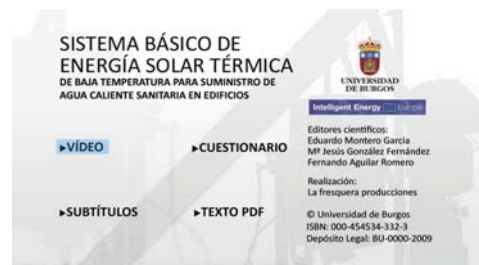 SISTEMA BÁSICO DE
ENERGÍA SOLAR TÉRMICA
DE BAJA TEMPERATURA PARA SUMINISTRO DE
AGUA CALIENTE SANITARIA EN EDIFICIOS
▸VÍDEO
▸CUESTIONARIO
▸SUBTÍTULOS
▸TEXTO PDF
UNIVERSIDAD
DE BURGOS
Intelligent Energy Europe
Editores científicos:
Eduardo Montero García
Mª Jesús González Fernández
Fernando Aguilar Romero
Realización:
La fresquera producciones
© Universidad de Burgos
ISBN: 000-454534-332-3
Depósito Legal: BU-0000-2009